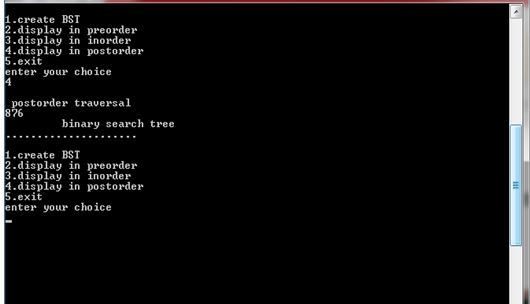 1.create BST
2.display in preorder
3.display in inorder
4.display in postorder
5.exit
enter your choice
4
postorder traversal
876
binary search tree
---------------------
1.create BST
2.display in preorder
3.display in inorder
4.display in postorder
5.exit
enter your choice